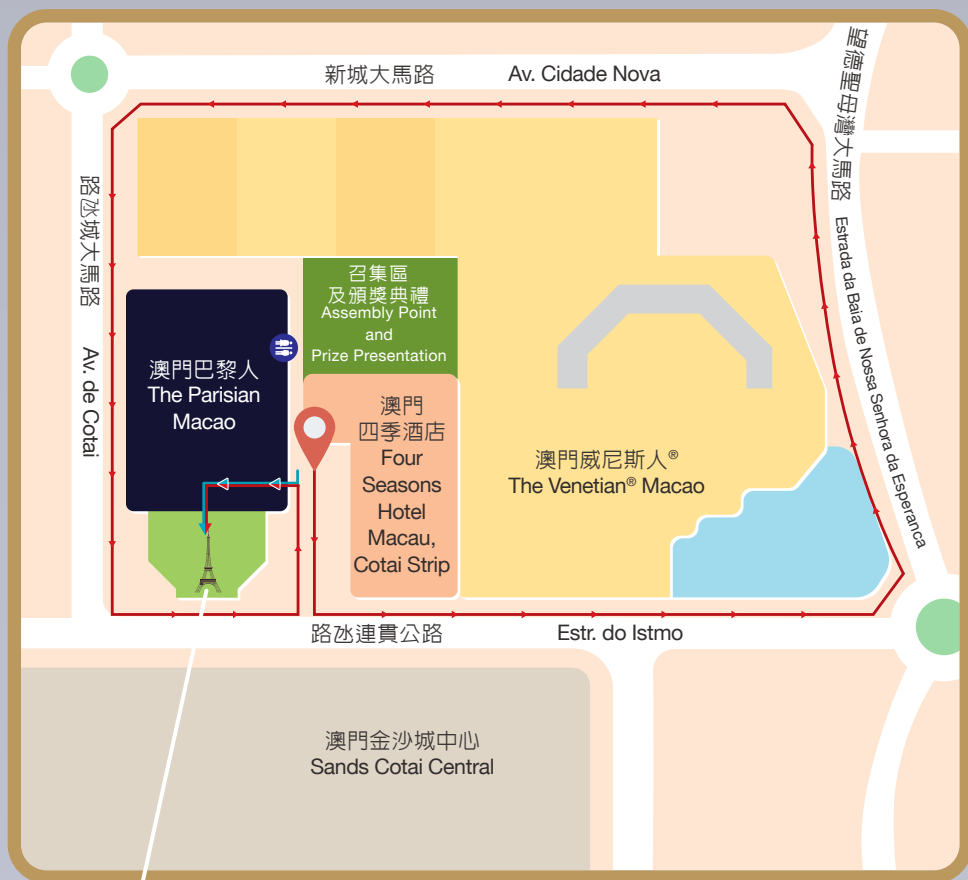 新城大馬路 Av. Cidade Nova
望德聖母灣大馬路 Estrada da Baia de Nossa Senhora da Esperanca
路氹城大馬路 Av. de Cotai
召集區
及頒獎典禮
Assembly Point
and
Prize Presentation
澳門巴黎人
The Parisian
Macao
澳門
四季酒店
Four
Seasons
Hotel
Macau,
Cotai Strip
澳門威尼斯人®
The Venetian® Macao
路氹連貫公路 Estr. do Istmo
澳門金沙城中心
Sands Cotai Central